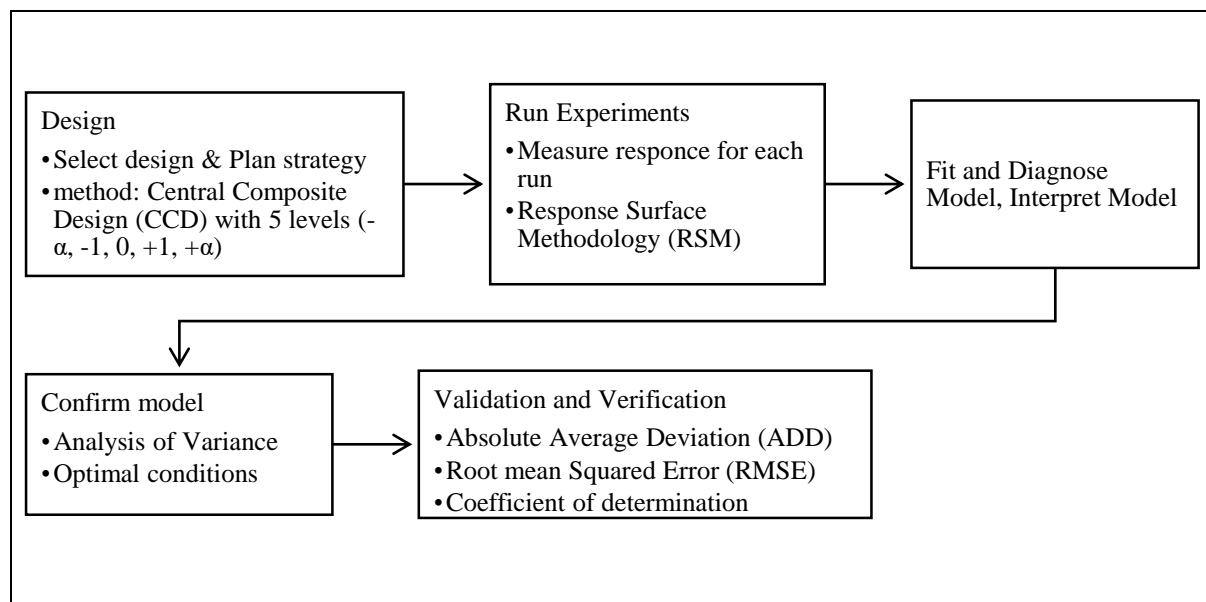 Design
•Select design & Plan strategy
•method: Central Composite
Design (CCD) with 5 levels (-
α, -1, 0, +1, +α)
Run Experiments
•Measure responce for each
run
•Response Surface
Methodology (RSM)
Fit and Diagnose
Model, Interpret Model
Confirm model
•Analysis of Variance
•Optimal conditions
Validation and Verification
•Absolute Average Deviation (ADD)
•Root mean Squared Error (RMSE)
•Coefficient of determination